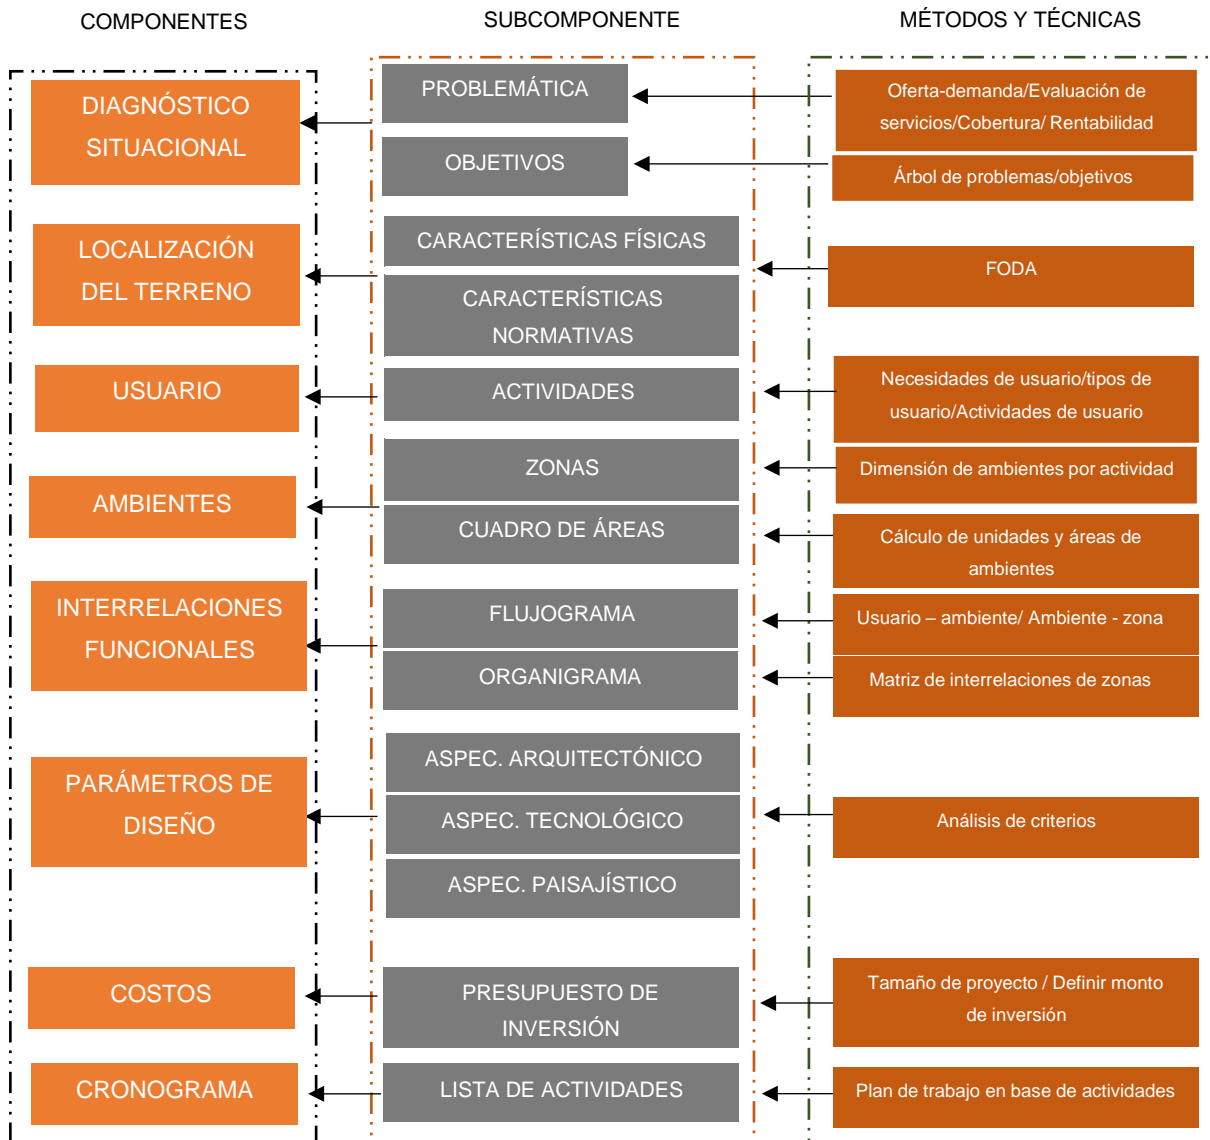 COMPONENTES
SUBCOMPONENTE
MÉTODOS Y TÉCNICAS
DIAGNÓSTICO
SITUACIONAL
PROBLEMÁTICA
OBJETIVOS
Oferta-demanda/Evaluación de
servicios/Cobertura/ Rentabilidad
Árbol de problemas/objetivos
LOCALIZACIÓN
DEL TERRENO
CARACTERÍSTICAS FÍSICAS
CARACTERÍSTICAS
NORMATIVAS
FODA
USUARIO
ACTIVIDADES
Necesidades de usuario/tipos de
usuario/Actividades de usuario
AMBIENTES
ZONAS
CUADRO DE ÁREAS
Dimensión de ambientes por actividad
Cálculo de unidades y áreas de
ambientes
INTERRELACIONES
FUNCIONALES
FLUJOGRAMA
ORGANIGRAMA
Usuario – ambiente/ Ambiente - zona
Matriz de interrelaciones de zonas
PARÁMETROS DE
DISEÑO
ASPEC. ARQUITECTÓNICO
ASPEC. TECNOLÓGICO
ASPEC. PAISAJÍSTICO
Análisis de criterios
COSTOS
PRESUPUESTO DE
INVERSIÓN
Tamaño de proyecto / Definir monto
de inversión
CRONOGRAMA
LISTA DE ACTIVIDADES
Plan de trabajo en base de actividades